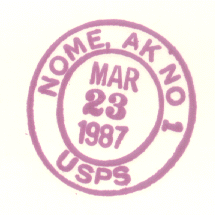 NOME, AK NO 1
MAR
23
1987
USPS